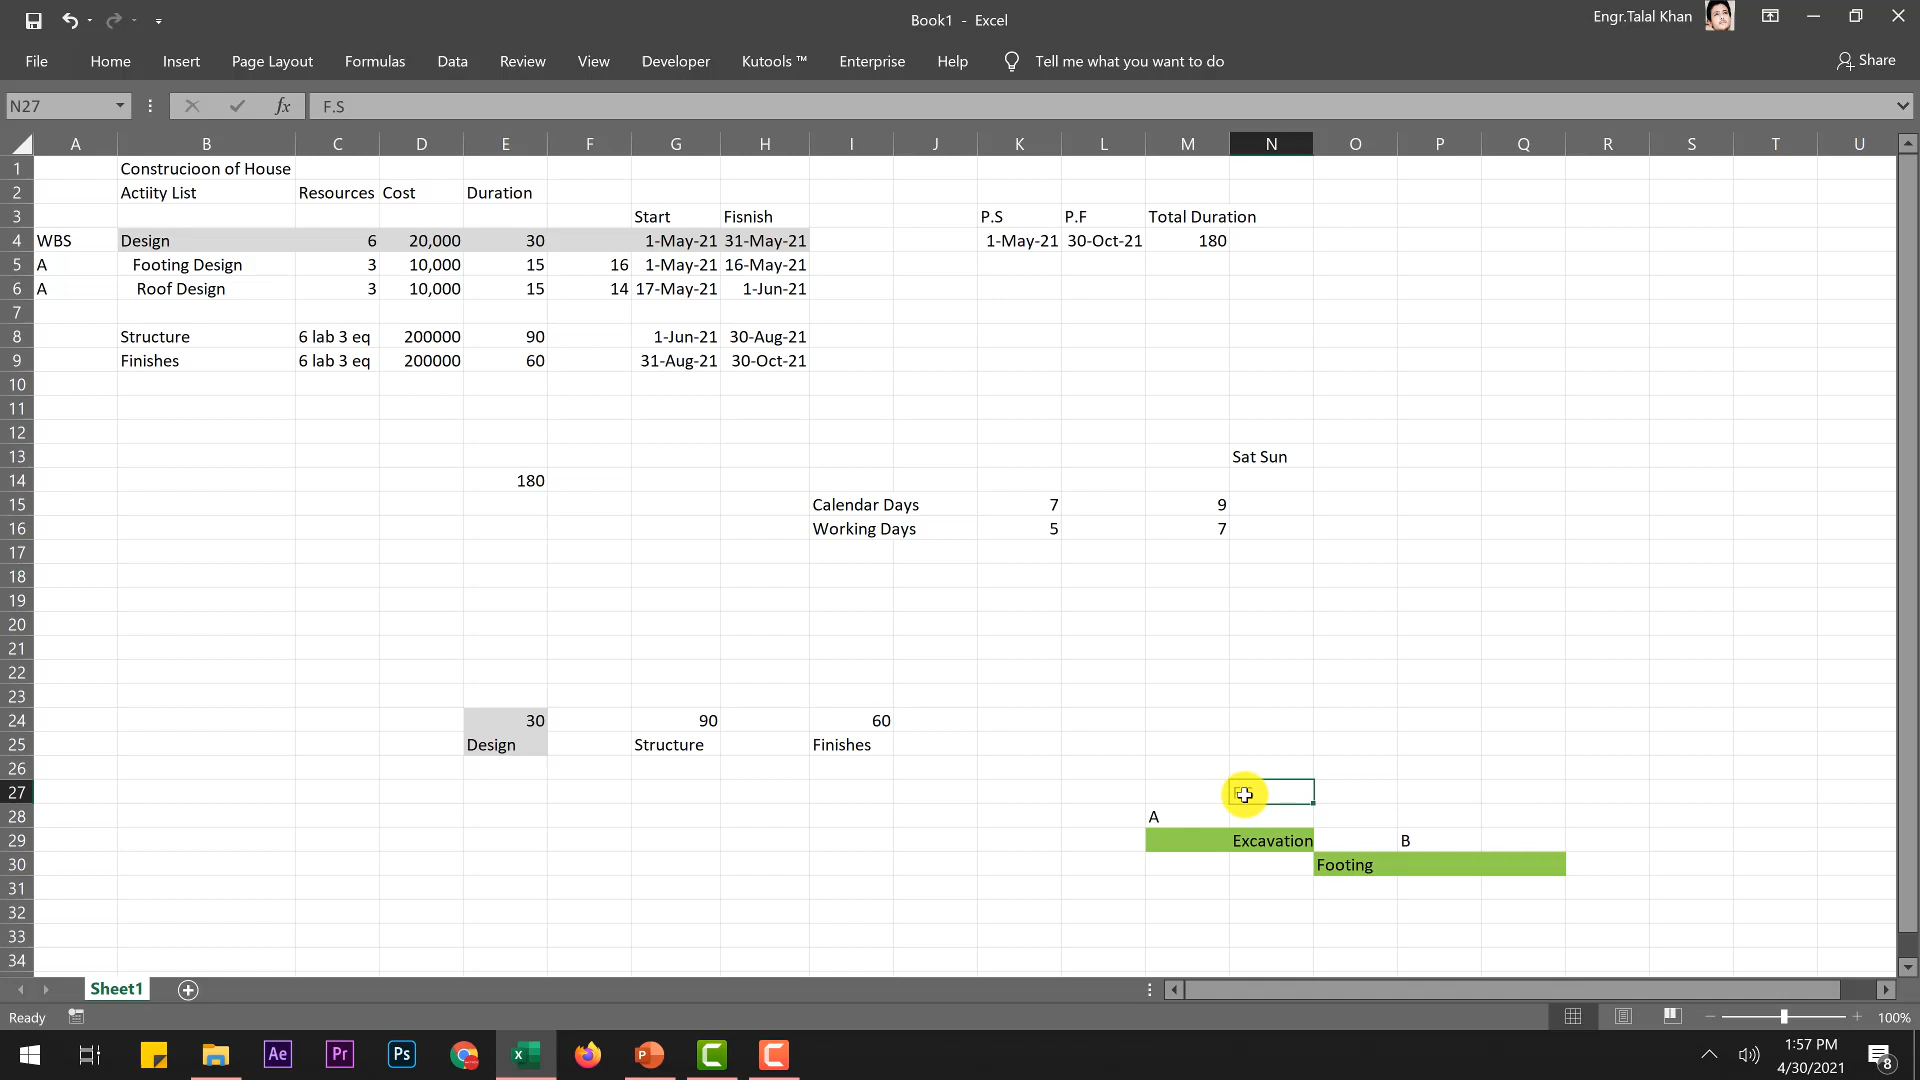 Book1 - Excel
Engr.Talal Khan
File Home Insert Page Layout Formulas Data Review View Developer Kutools ™ Enterprise Help Tell me what you want to do Share
N27 fx F.S
A B C D E F G H I J K L M N O P Q R S T U
1 Construcioon of House
2 Actiity List Resources Cost Duration
3 Start Fisnish P.S P.F Total Duration
4 WBS Design 6 20,000 30 1-May-21 31-May-21 1-May-21 30-Oct-21 180
5 A Footing Design 3 10,000 15 16 1-May-21 16-May-21
6 A Roof Design 3 10,000 15 14 17-May-21 1-Jun-21
7
8 Structure 6 lab 3 eq 200000 90 1-Jun-21 30-Aug-21
9 Finishes 6 lab 3 eq 200000 60 31-Aug-21 30-Oct-21
10
11
12
13 Sat Sun
14 180
15 Calendar Days 7 9
16 Working Days 5 7
17
18
19
20
21
22
23
24 30 90 60
25 Design Structure Finishes
26
27
28 A
29 Excavation B
30 Footing
31
32
33
34
Sheet1
Ready 100%
Ae Pr Ps X P C C
1:57 PM
4/30/2021
8